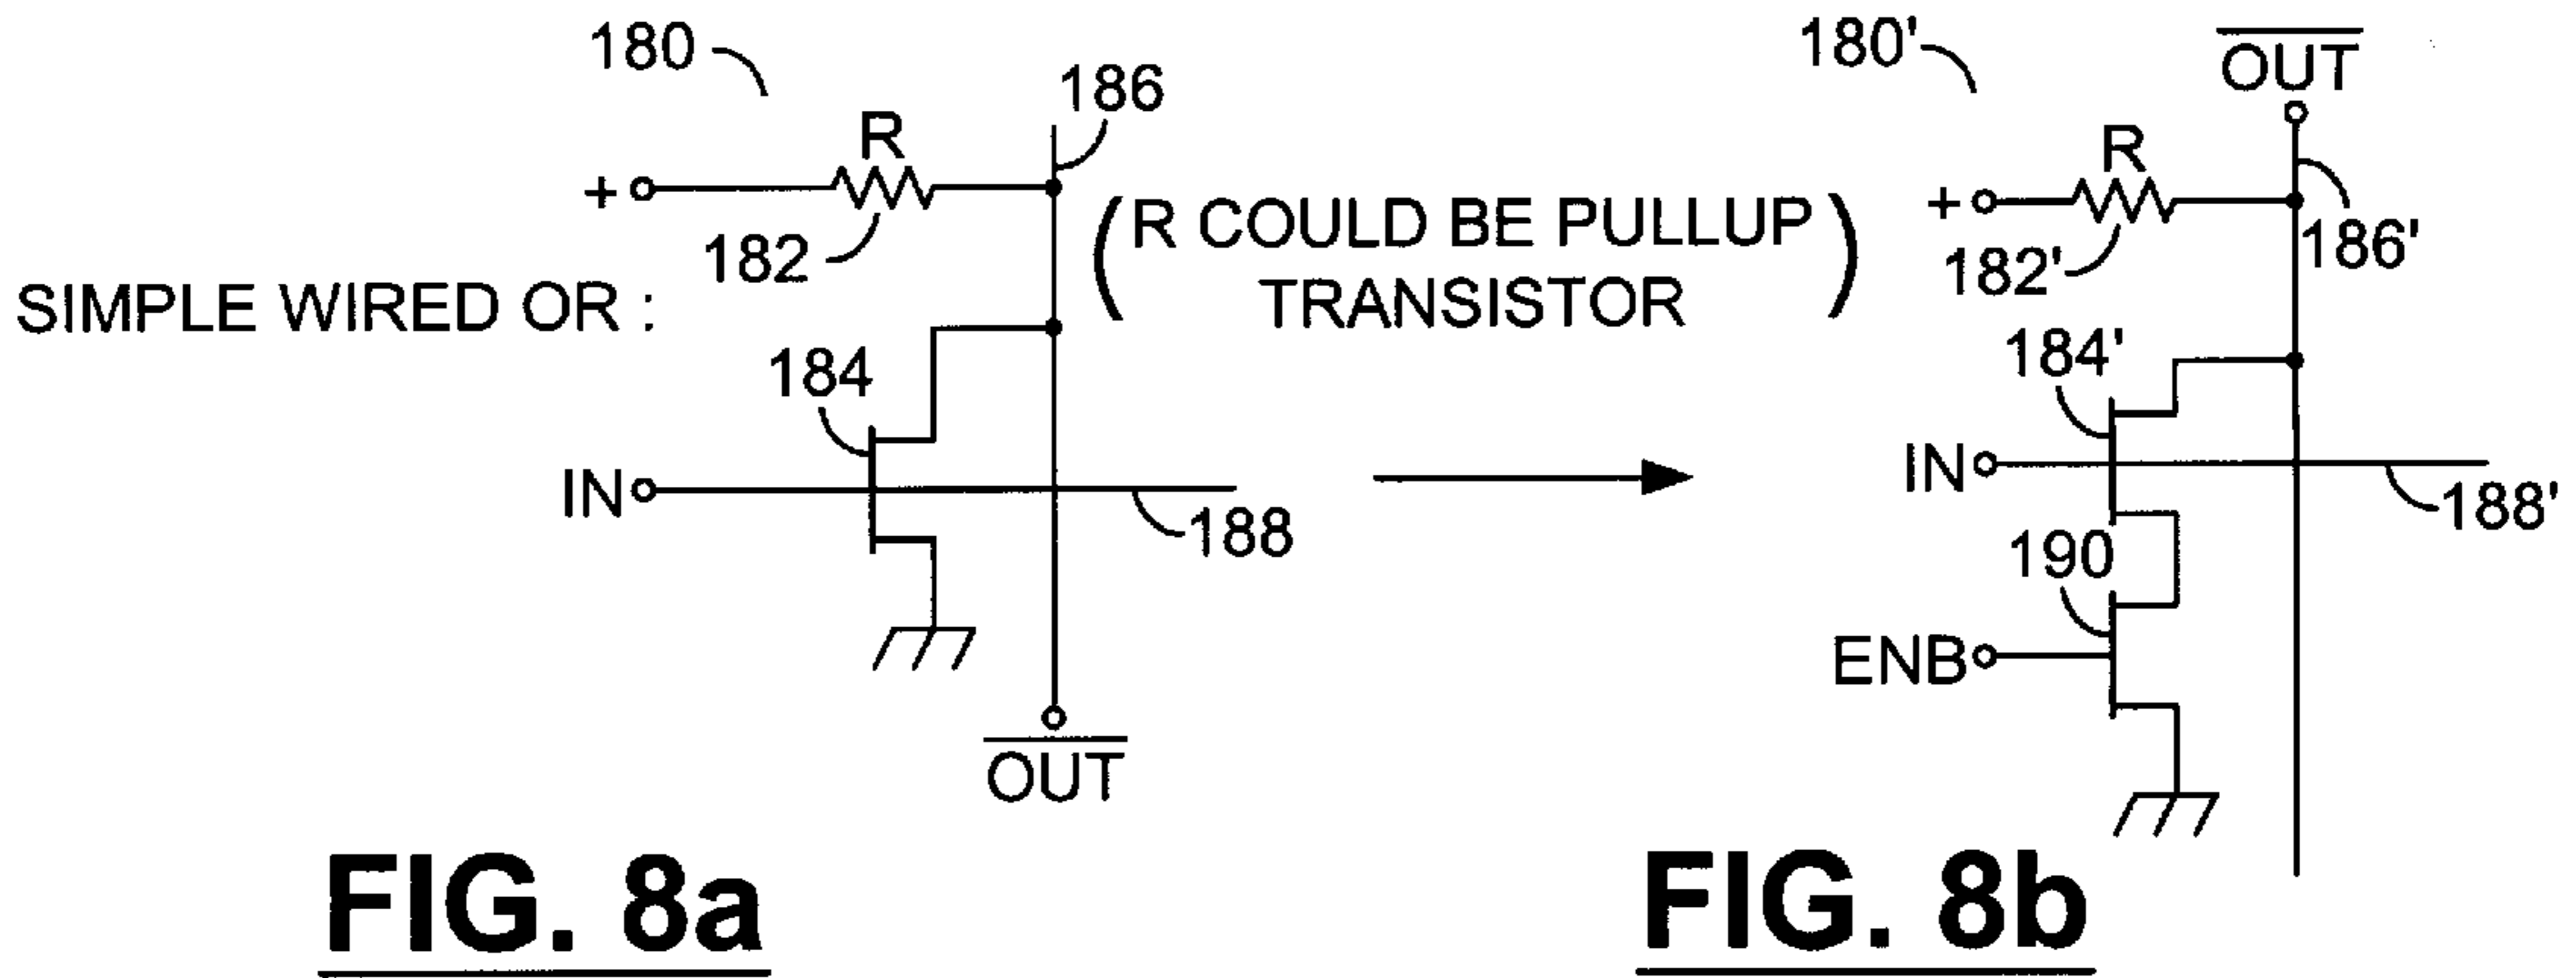 180
186
R
+
182
SIMPLE WIRED OR :
(R COULD BE PULLUP
TRANSISTOR)
184
IN
188
OUT
FIG. 8a
180'
OUT
R
+
182'
186'
184'
IN
188'
190
ENB
FIG. 8b